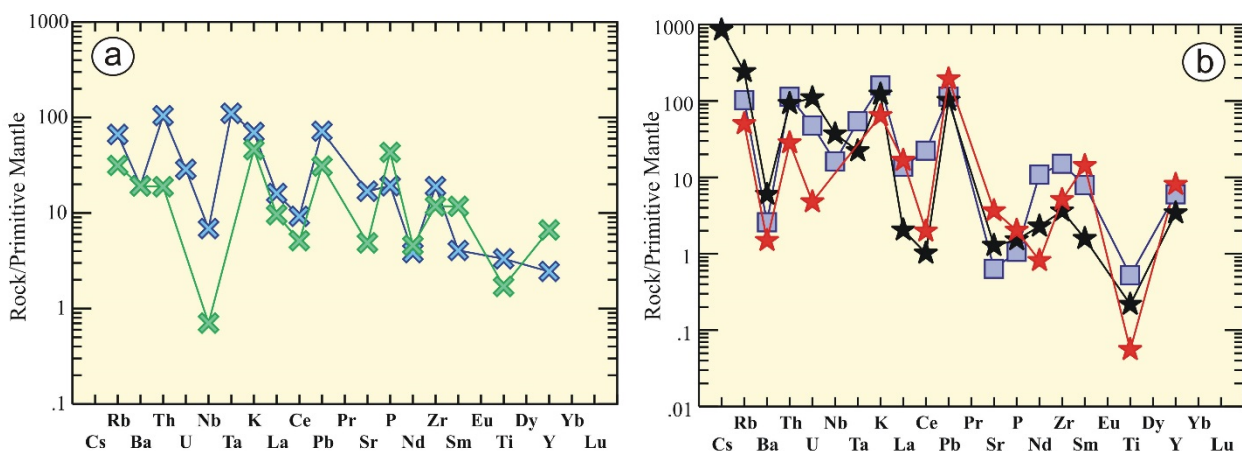 a
Rock/Primitive Mantle
1000
100
10
1
.1
Rb Th Nb K Ce Pr P Zr Eu Dy Yb
Cs Ba U Ta La Pb Sr Nd Sm Ti Y Lu
b
Rock/Primitive Mantle
1000
100
10
1
.1
.01
Rb Th Nb K Ce Pr P Zr Eu Dy Yb
Cs Ba U Ta La Pb Sr Nd Sm Ti Y Lu